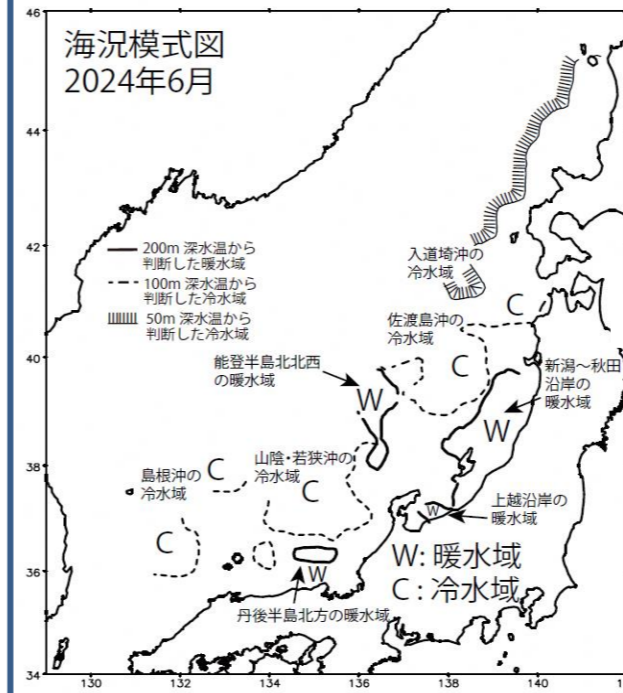 海況模式図
2024年6月
46
44
42
40
38
36
34
130
132
134
136
138
140
200m 深水温から
判断した暖水域
100m 深水温から
判断した冷水域
50m 深水温から
判断した冷水域
入道埼沖の
冷水域
C
佐渡島沖の
冷水域
C
能登半島北北西
の暖水域
W
新潟～秋田
沿岸の
暖水域
W
島根沖の
冷水域
C
C
山陰・若狭沖の
冷水域
C
上越沿岸の
暖水域
W
W
丹後半島北方の暖水域
W: 暖水域
C : 冷水域